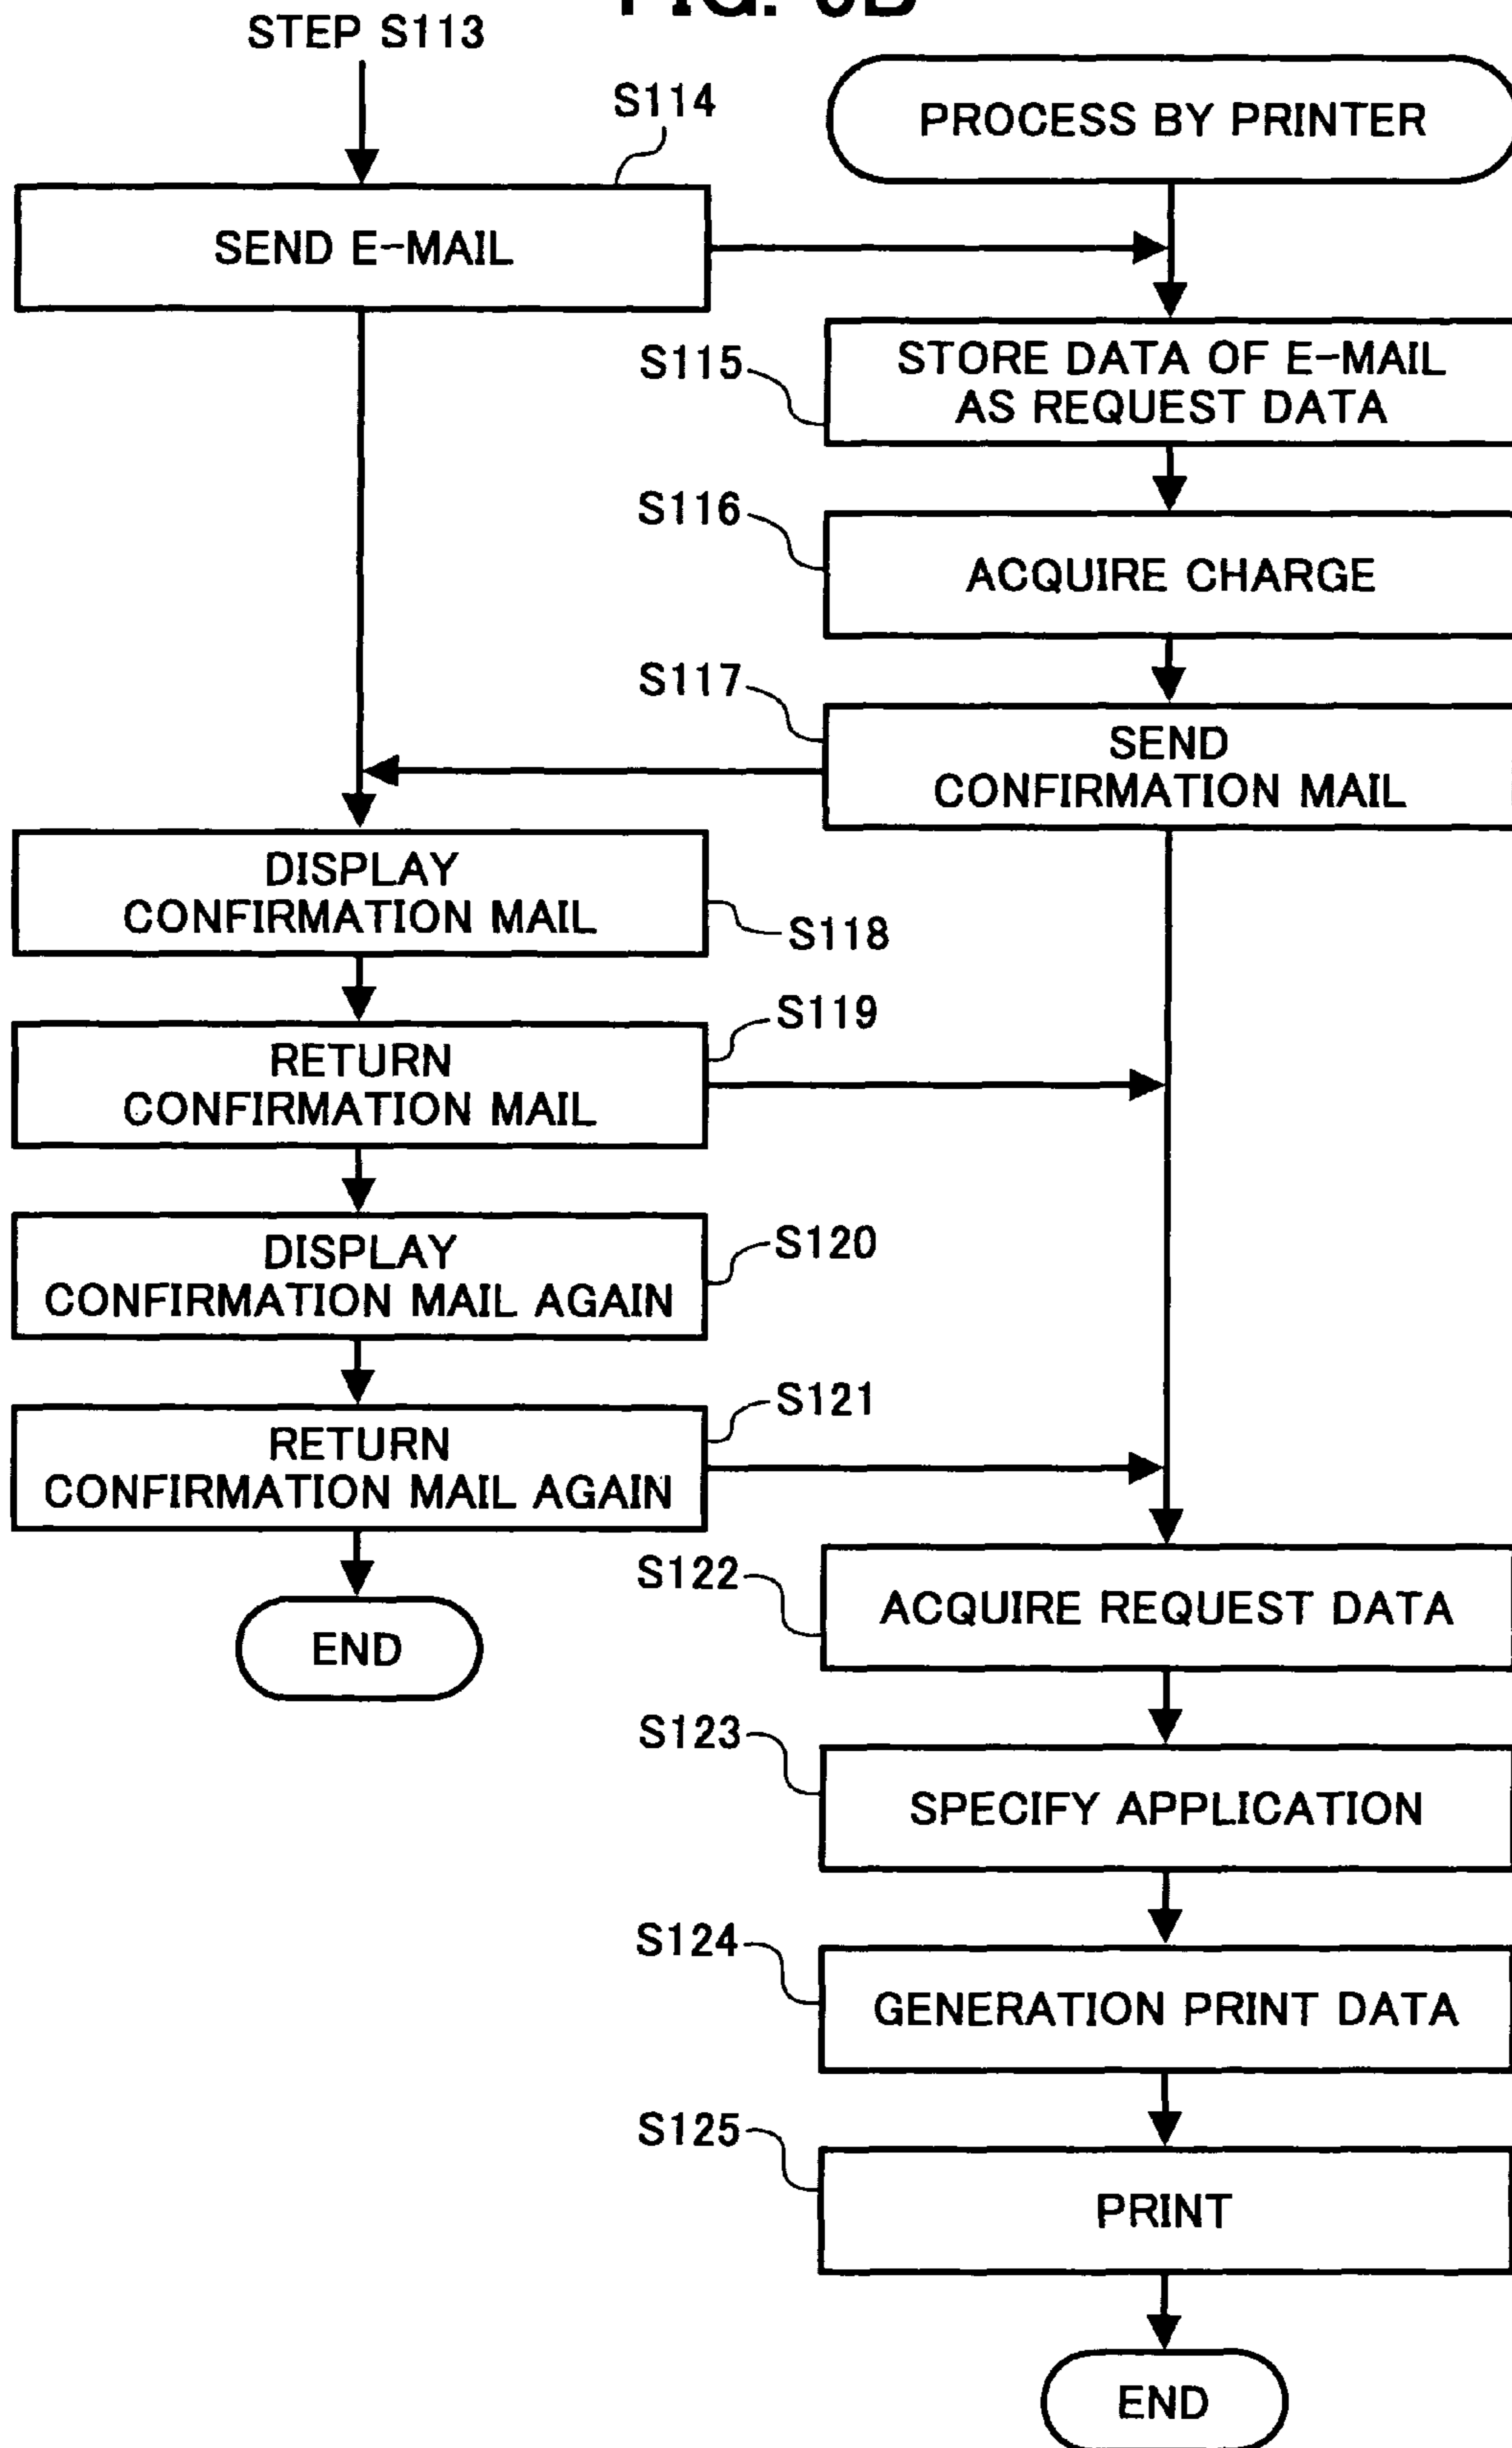 STEP S113
S114
PROCESS BY PRINTER
SEND E-MAIL
S115
STORE DATA OF E-MAIL
AS REQUEST DATA
S116
ACQUIRE CHARGE
S117
SEND
CONFIRMATION MAIL
DISPLAY
CONFIRMATION MAIL
S118
S119
RETURN
CONFIRMATION MAIL
S120
DISPLAY
CONFIRMATION MAIL AGAIN
S121
RETURN
CONFIRMATION MAIL AGAIN
END
S122
ACQUIRE REQUEST DATA
S123
SPECIFY APPLICATION
S124
GENERATION PRINT DATA
S125
PRINT
END